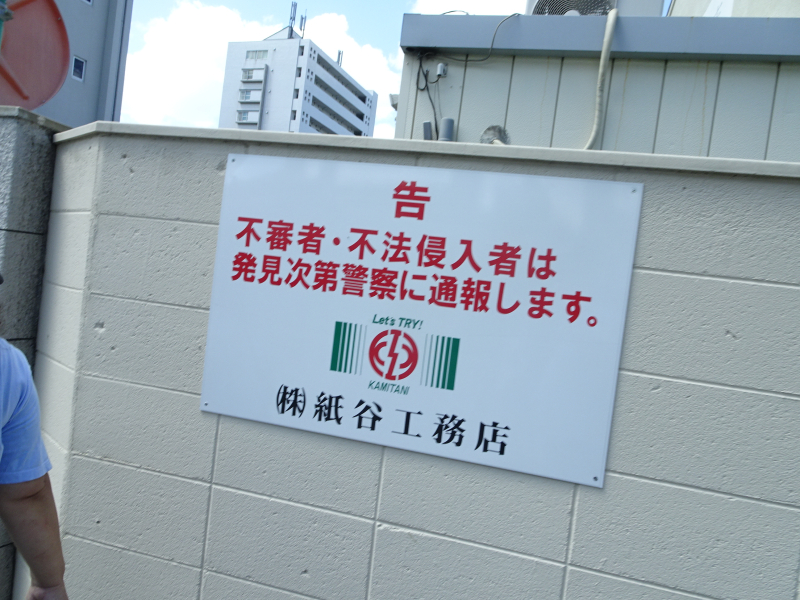 告
不審者・不法侵入者は
発見次第警察に通報します。
Let's TRY!
KAMITANI
㈱紙谷工務店